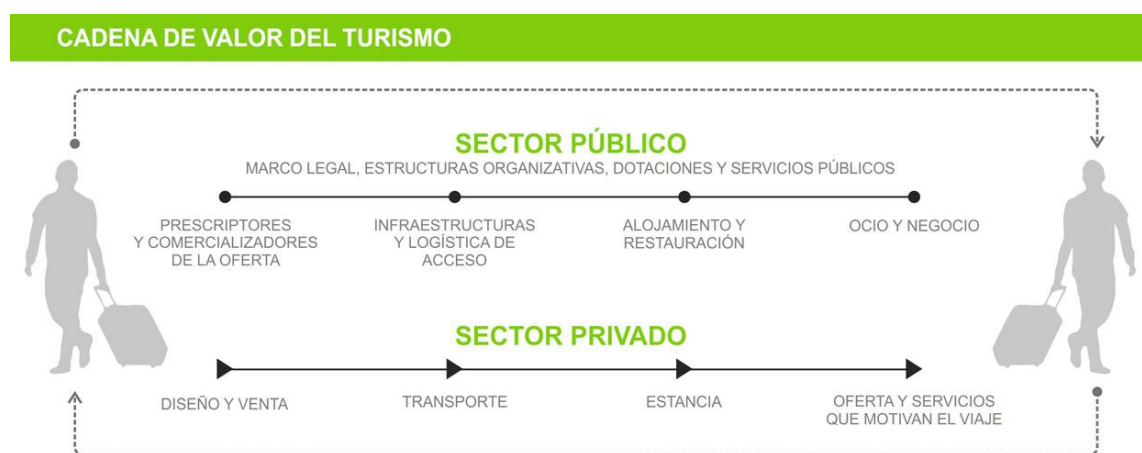 CADENA DE VALOR DEL TURISMO
SECTOR PÚBLICO
MARCO LEGAL, ESTRUCTURAS ORGANIZATIVAS, DOTACIONES Y SERVICIOS PÚBLICOS
PRESCRIPTORES
Y COMERCIALIZADORES
DE LA OFERTA
INFRAESTRUCTURAS
Y LOGÍSTICA DE
ACCESO
ALOJAMIENTO Y
RESTAURACIÓN
OCIO Y NEGOCIO
SECTOR PRIVADO
DISEÑO Y VENTA
TRANSPORTE
ESTANCIA
OFERTA Y SERVICIOS
QUE MOTIVAN EL VIAJE